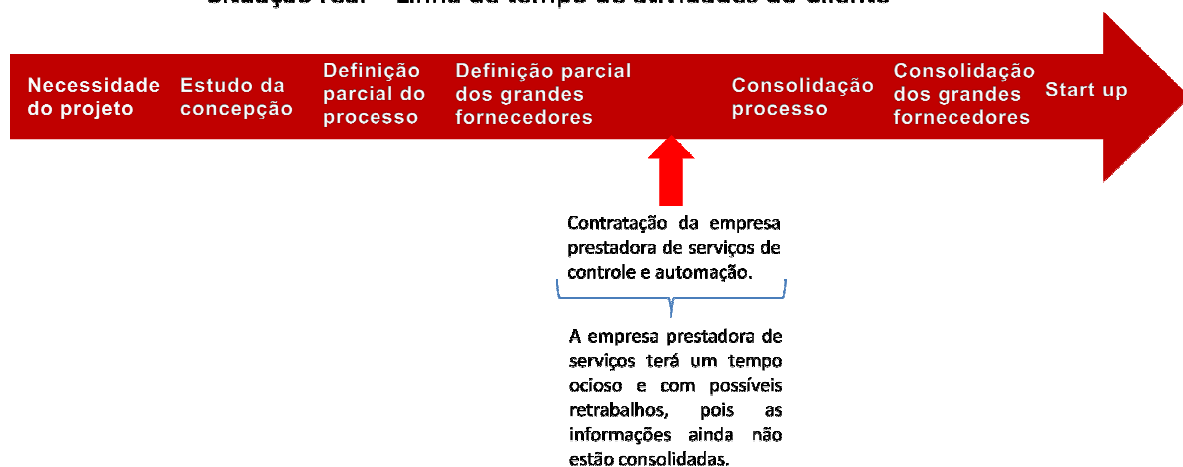 Necessidade
do projeto
Estudo da
concepção
Definição
parcial do
processo
Definição parcial
dos grandes
fornecedores
Consolidação
processo
Consolidação
dos grandes
fornecedores
Start up
Contratação da empresa
prestadora de serviços de
controle e automação.
A empresa prestadora de
serviços terá um tempo
ocioso e com possíveis
retrabalhos, pois as
informações ainda não
estão consolidadas.